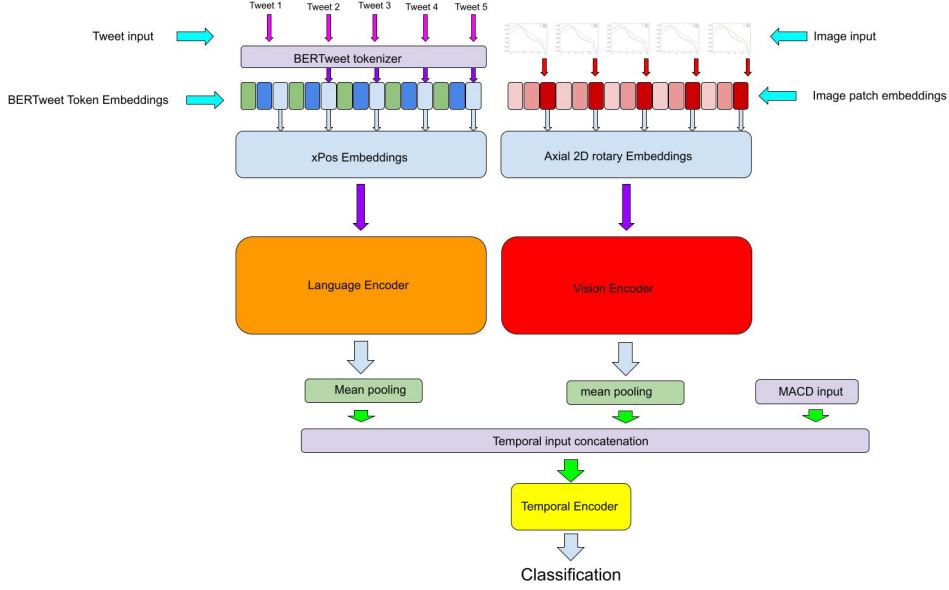 Tweet 1
Tweet 2
Tweet 3
Tweet 4
Tweet 5
Tweet input
Image input
BERTweet tokenizer
BERTweet Token Embeddings
Image patch embeddings
xPos Embeddings
Axial 2D rotary Embeddings
Language Encoder
Vision Encoder
Mean pooling
mean pooling
MACD input
Temporal input concatenation
Temporal Encoder
Classification